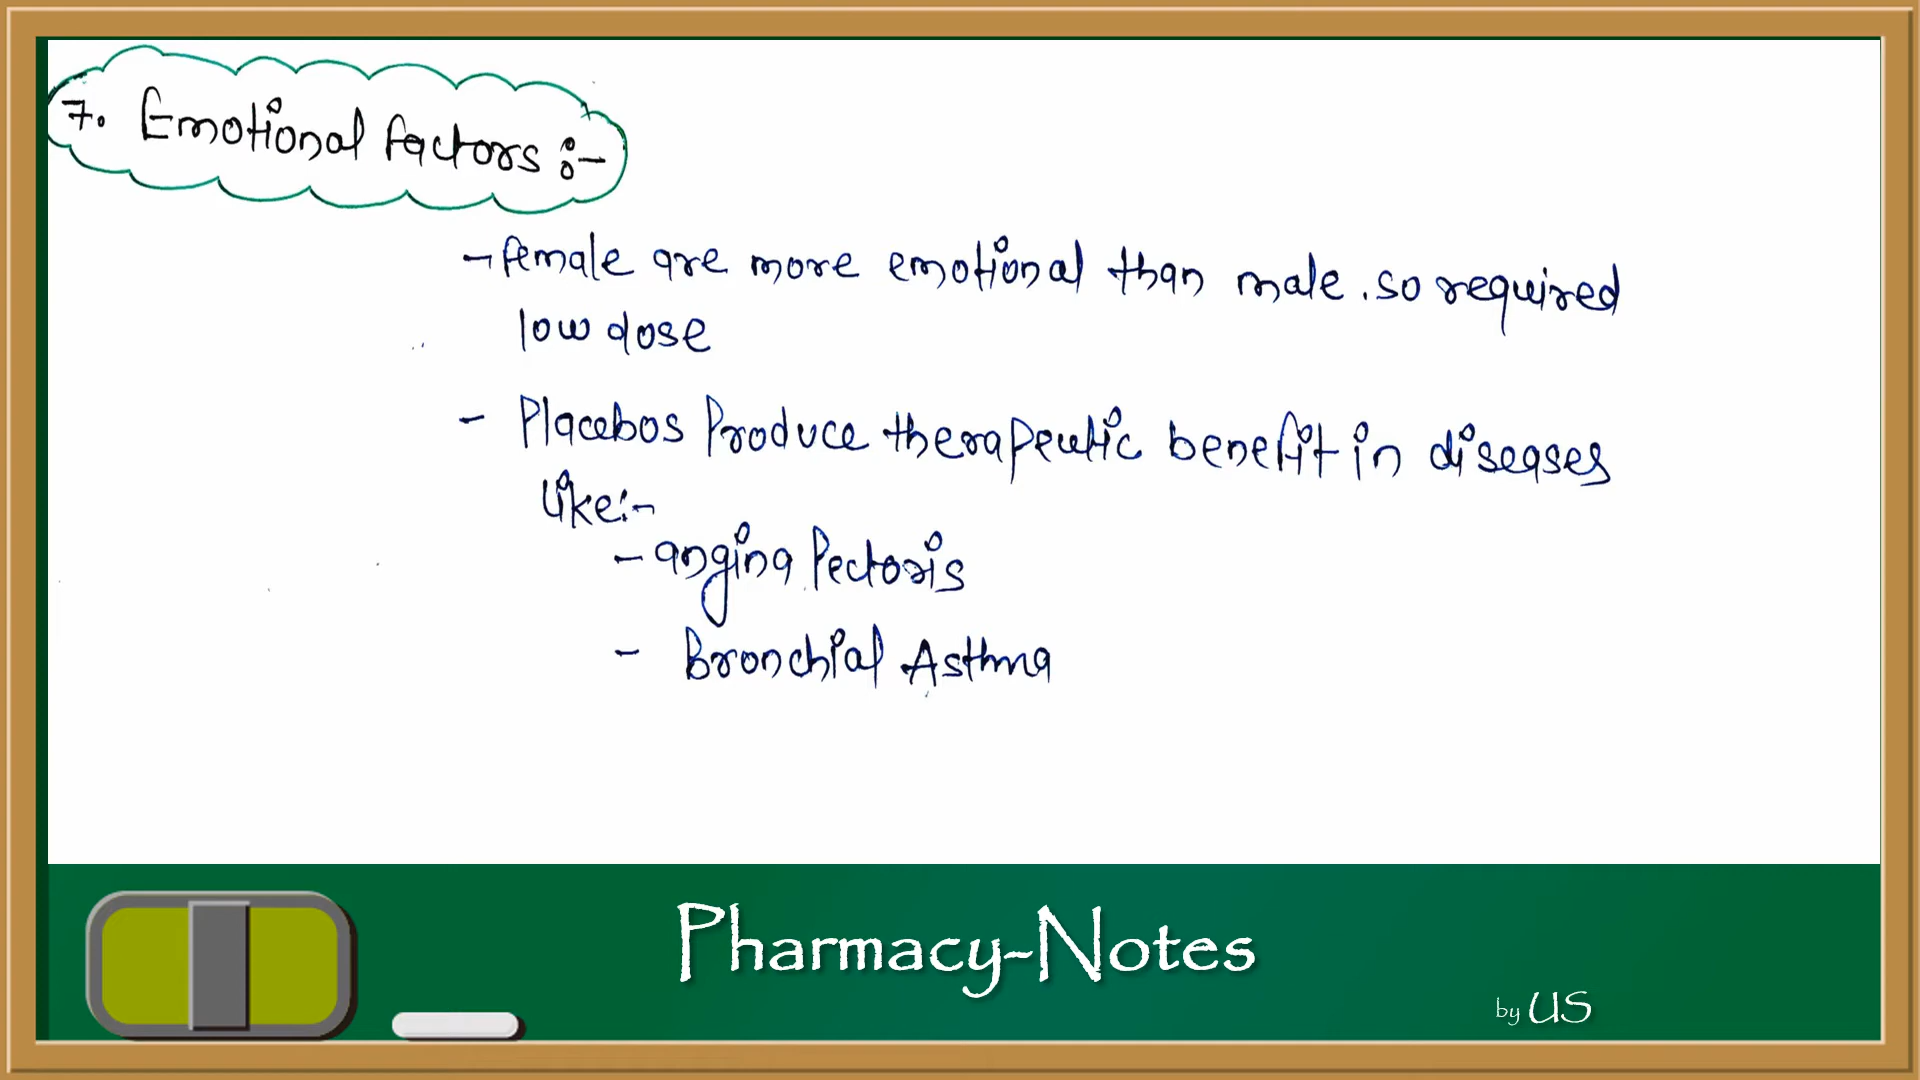 7. Emotional factors :-
- female are more emotional than male. so required
low dose
- Placebos Produce therapeutic benefit in diseases
like:-
- angina Pectoris
- Bronchial Asthma
Pharmacy-Notes
by US